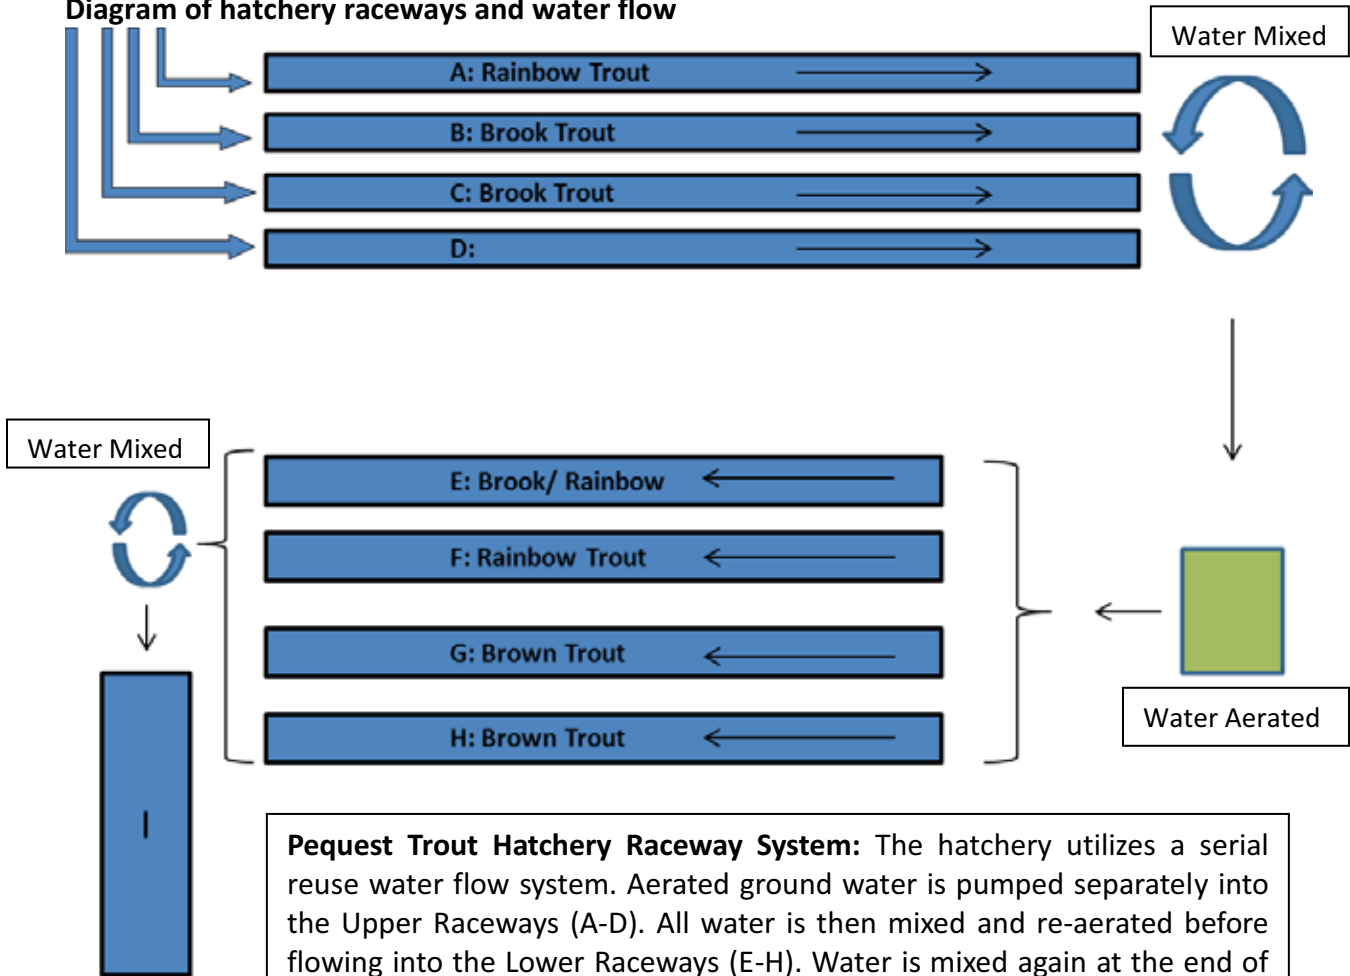 Diagram of hatchery raceways and water flow
Water Mixed
A: Rainbow Trout
B: Brook Trout
C: Brook Trout
D:
Water Mixed
E: Brook/ Rainbow
F: Rainbow Trout
G: Brown Trout
H: Brown Trout
Water Aerated
I
Pequest Trout Hatchery Raceway System: The hatchery utilizes a serial
reuse water flow system. Aerated ground water is pumped separately into
the Upper Raceways (A-D). All water is then mixed and re-aerated before
flowing into the Lower Raceways (E-H). Water is mixed again at the end of